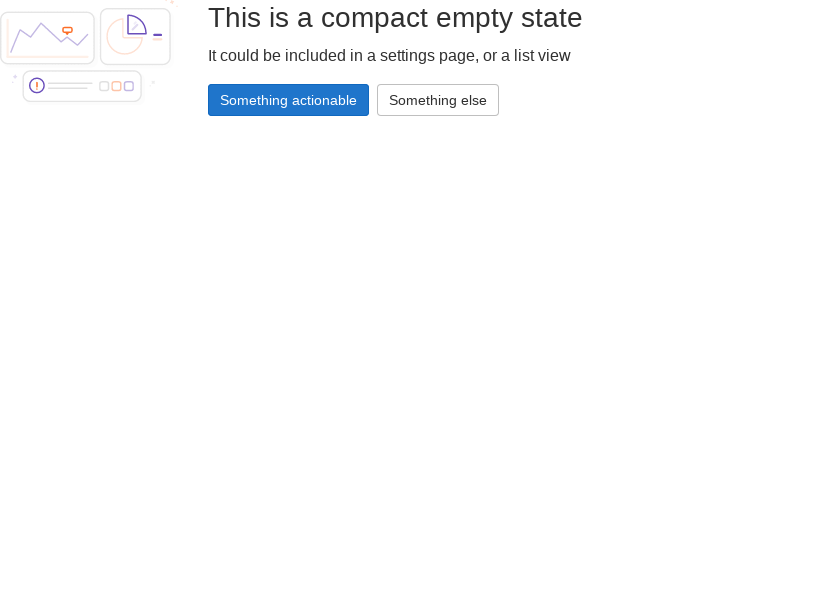 This is a compact empty state
It could be included in a settings page, or a list view
Something actionable
Something else